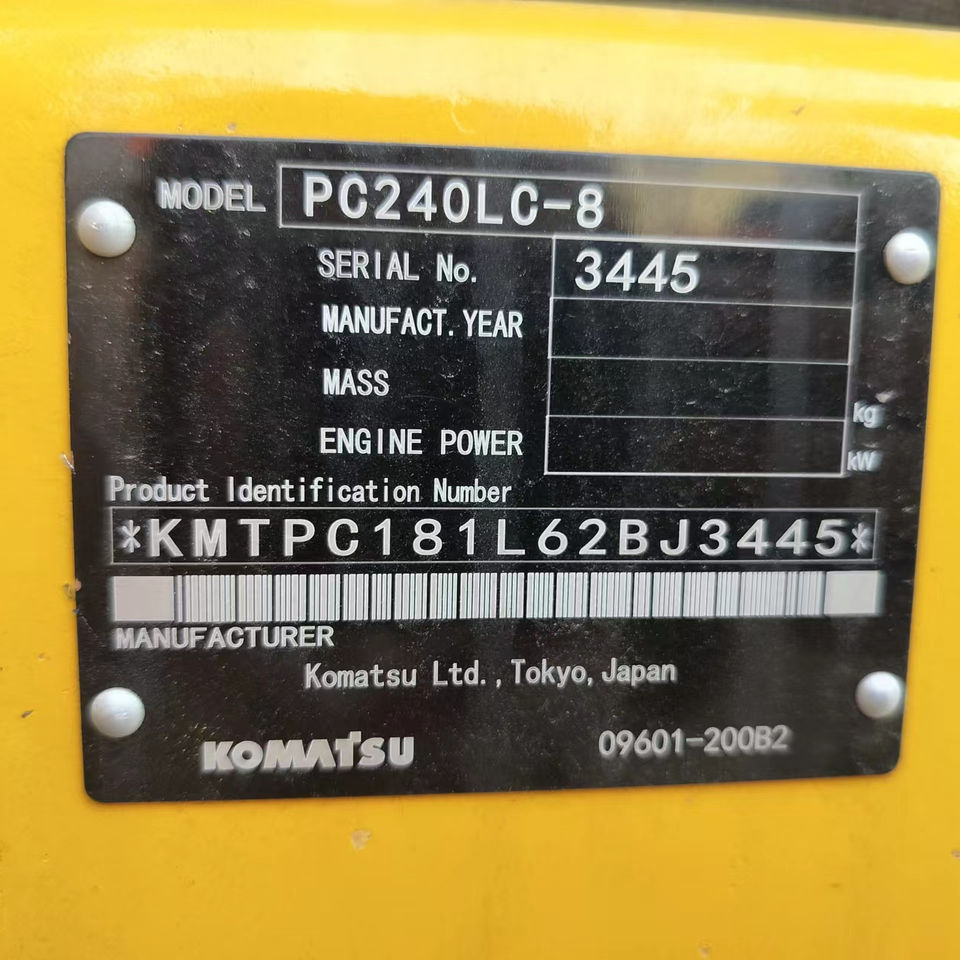 MODEL PC240LC-8
SERIAL No. 3445
MANUFACT. YEAR
MASS kg
ENGINE POWER kW
Product Identification Number
*KMTPC181L62BJ3445*
MANUFACTURER
Komatsu Ltd., Tokyo, Japan
KOMATSU 09601-200B2